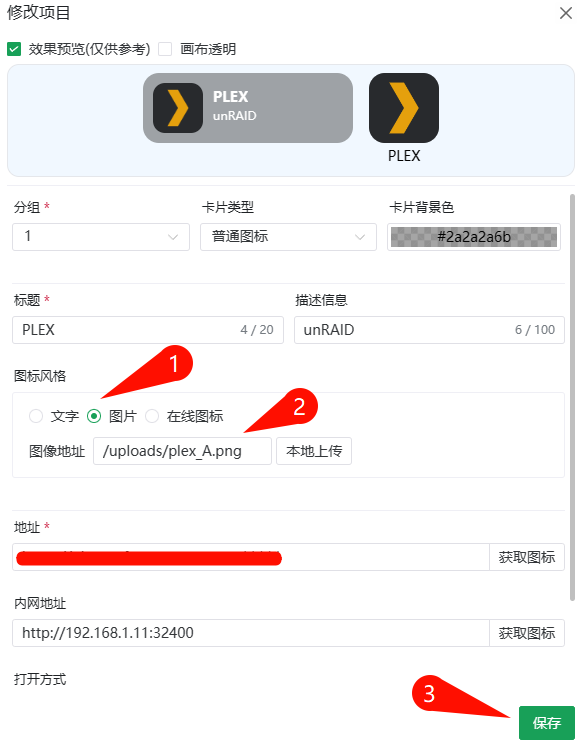 修改项目
效果预览(仅供参考) 画布透明
PLEX
unRAID
PLEX
分组 * 卡片类型 卡片背景色
1 普通图标 #2a2a2a6b
标题 * 描述信息
PLEX 4 / 20 unRAID 6 / 100
1
图标风格
2
文字 图片 在线图标
图像地址 /uploads/plex_A.png 本地上传
地址 *
获取图标
内网地址
http://192.168.1.11:32400 获取图标
打开方式
3
保存